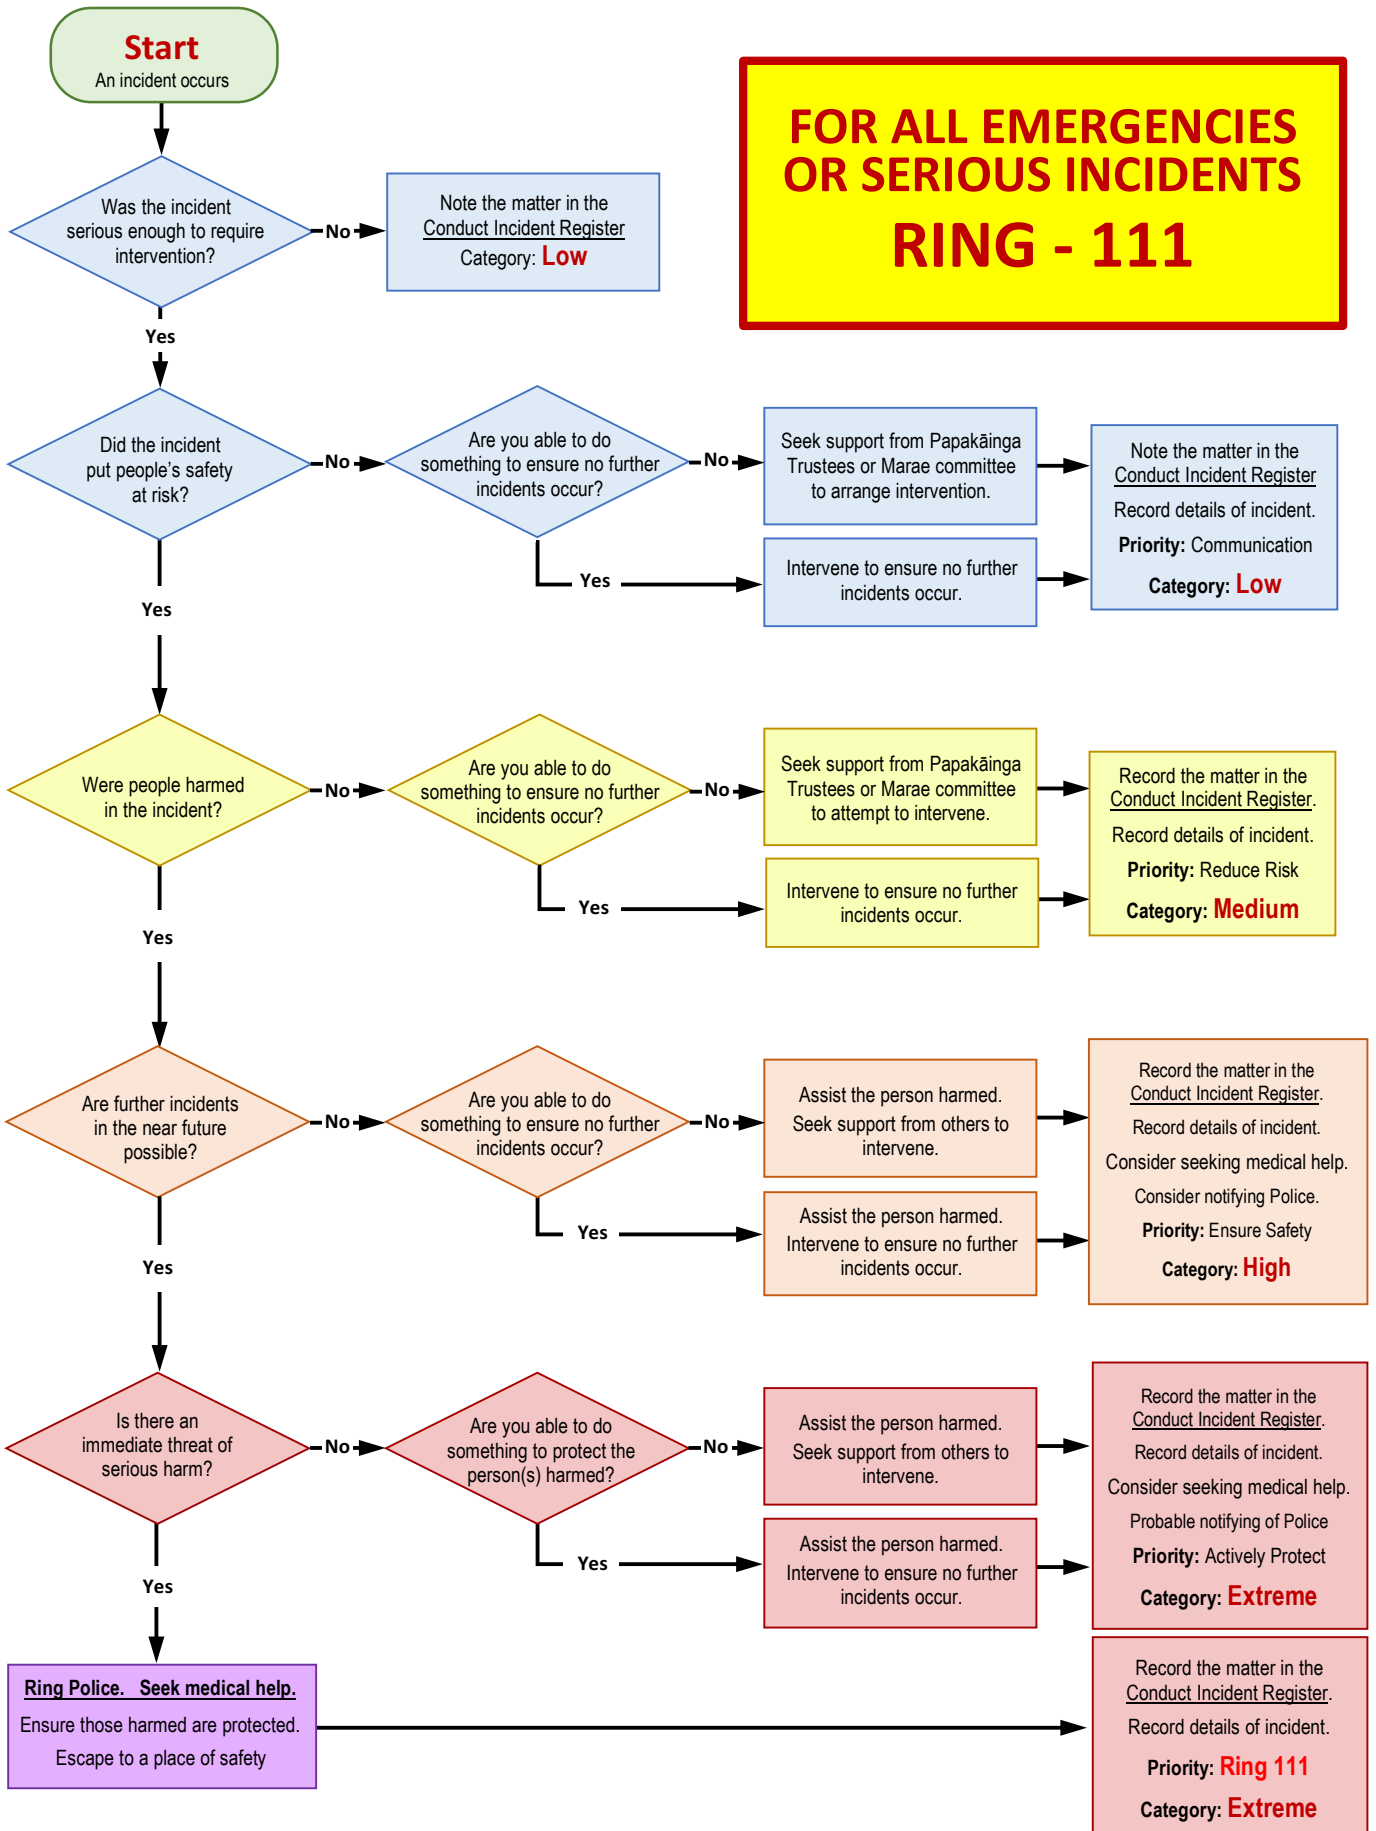 Start
An incident occurs
FOR ALL EMERGENCIES
OR SERIOUS INCIDENTS
RING - 111
Was the incident
serious enough to require
intervention?
No
Note the matter in the
Conduct Incident Register
Category: Low
Yes
Did the incident
put people's safety
at risk?
No
Are you able to do
something to ensure no further
incidents occur?
No
Seek support from Papakāinga
Trustees or Marae committee
to arrange intervention.
Yes
Intervene to ensure no further
incidents occur.
Note the matter in the
Conduct Incident Register
Record details of incident.
Priority: Communication
Category: Low
Yes
Were people harmed
in the incident?
No
Are you able to do
something to ensure no further
incidents occur?
No
Seek support from Papakāinga
Trustees or Marae committee
to attempt to intervene.
Yes
Intervene to ensure no further
incidents occur.
Record the matter in the
Conduct Incident Register.
Record details of incident.
Priority: Reduce Risk
Category: Medium
Yes
Are further incidents
in the near future
possible?
No
Are you able to do
something to ensure no further
incidents occur?
No
Assist the person harmed.
Seek support from others to
intervene.
Yes
Assist the person harmed.
Intervene to ensure no further
incidents occur.
Record the matter in the
Conduct Incident Register.
Record details of incident.
Consider seeking medical help.
Consider notifying Police.
Priority: Ensure Safety
Category: High
Yes
Is there an
immediate threat of
serious harm?
No
Are you able to do
something to protect the
person(s) harmed?
No
Assist the person harmed.
Seek support from others to
intervene.
Yes
Assist the person harmed.
Intervene to ensure no further
incidents occur.
Record the matter in the
Conduct Incident Register.
Record details of incident.
Consider seeking medical help.
Probable notifying of Police
Priority: Actively Protect
Category: Extreme
Yes
Ring Police. Seek medical help.
Ensure those harmed are protected.
Escape to a place of safety
Record the matter in the
Conduct Incident Register.
Record details of incident.
Priority: Ring 111
Category: Extreme